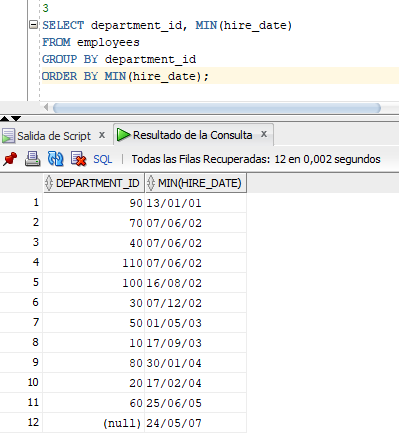 3
SELECT department_id, MIN(hire_date)
FROM employees
GROUP BY department_id
ORDER BY MIN(hire_date);
Salida de Script x Resultado de la Consulta x
SQL | Todas las Filas Recuperadas: 12 en 0,002 segundos
DEPARTMENT_ID MIN(HIRE_DATE)
1 90 13/01/01
2 70 07/06/02
3 40 07/06/02
4 110 07/06/02
5 100 16/08/02
6 30 07/12/02
7 50 01/05/03
8 10 17/09/03
9 80 30/01/04
10 20 17/02/04
11 60 25/06/05
12 (null) 24/05/07